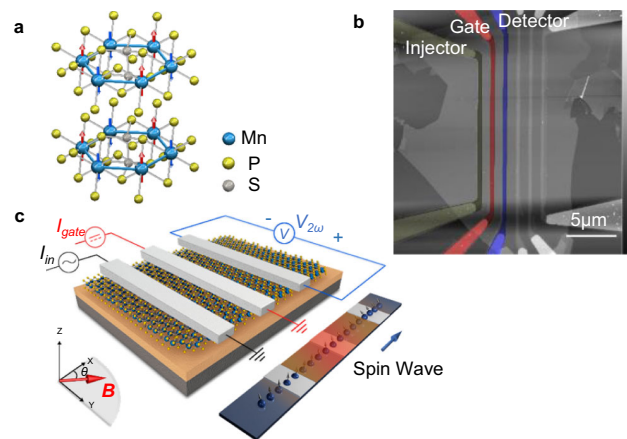 a
Mn
P
S
b
Injector
Gate
Detector
5μm
c
I_gate
I_in
- V_2ω
V +
z
x
θ
B
Y
Spin Wave